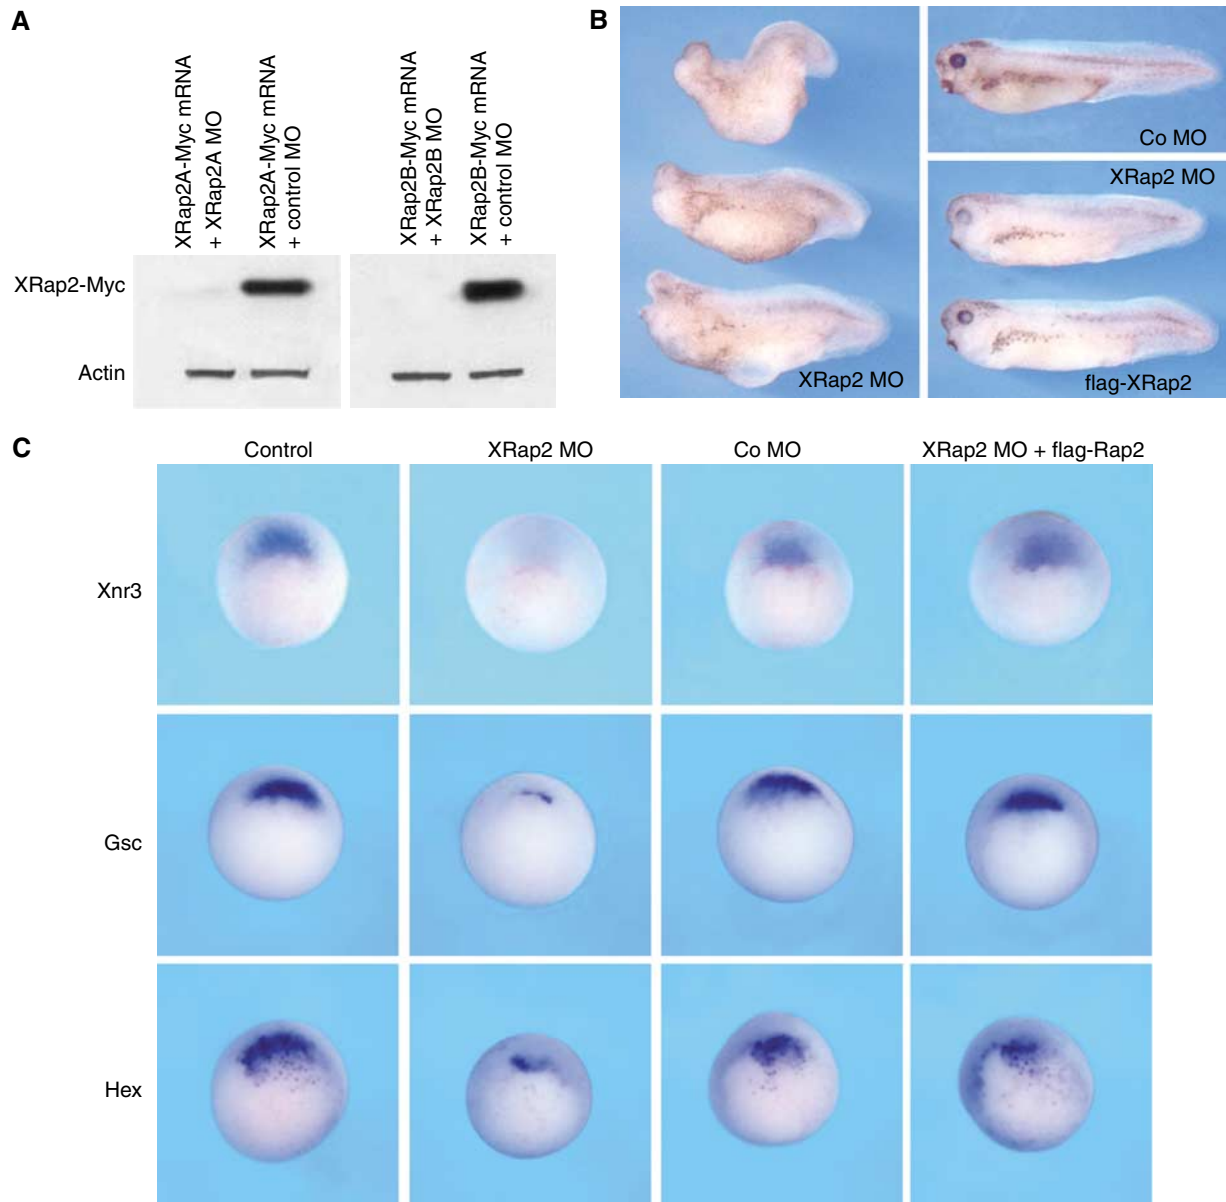 A
XRap2A-Myc mRNA
+ XRap2A MO
XRap2A-Myc mRNA
+ control MO
XRap2B-Myc mRNA
+ XRap2B MO
XRap2B-Myc mRNA
+ control MO
XRap2-Myc
Actin
B
XRap2 MO
Co MO
XRap2 MO
flag-XRap2
C
Control
XRap2 MO
Co MO
XRap2 MO + flag-Rap2
Xnr3
Gsc
Hex